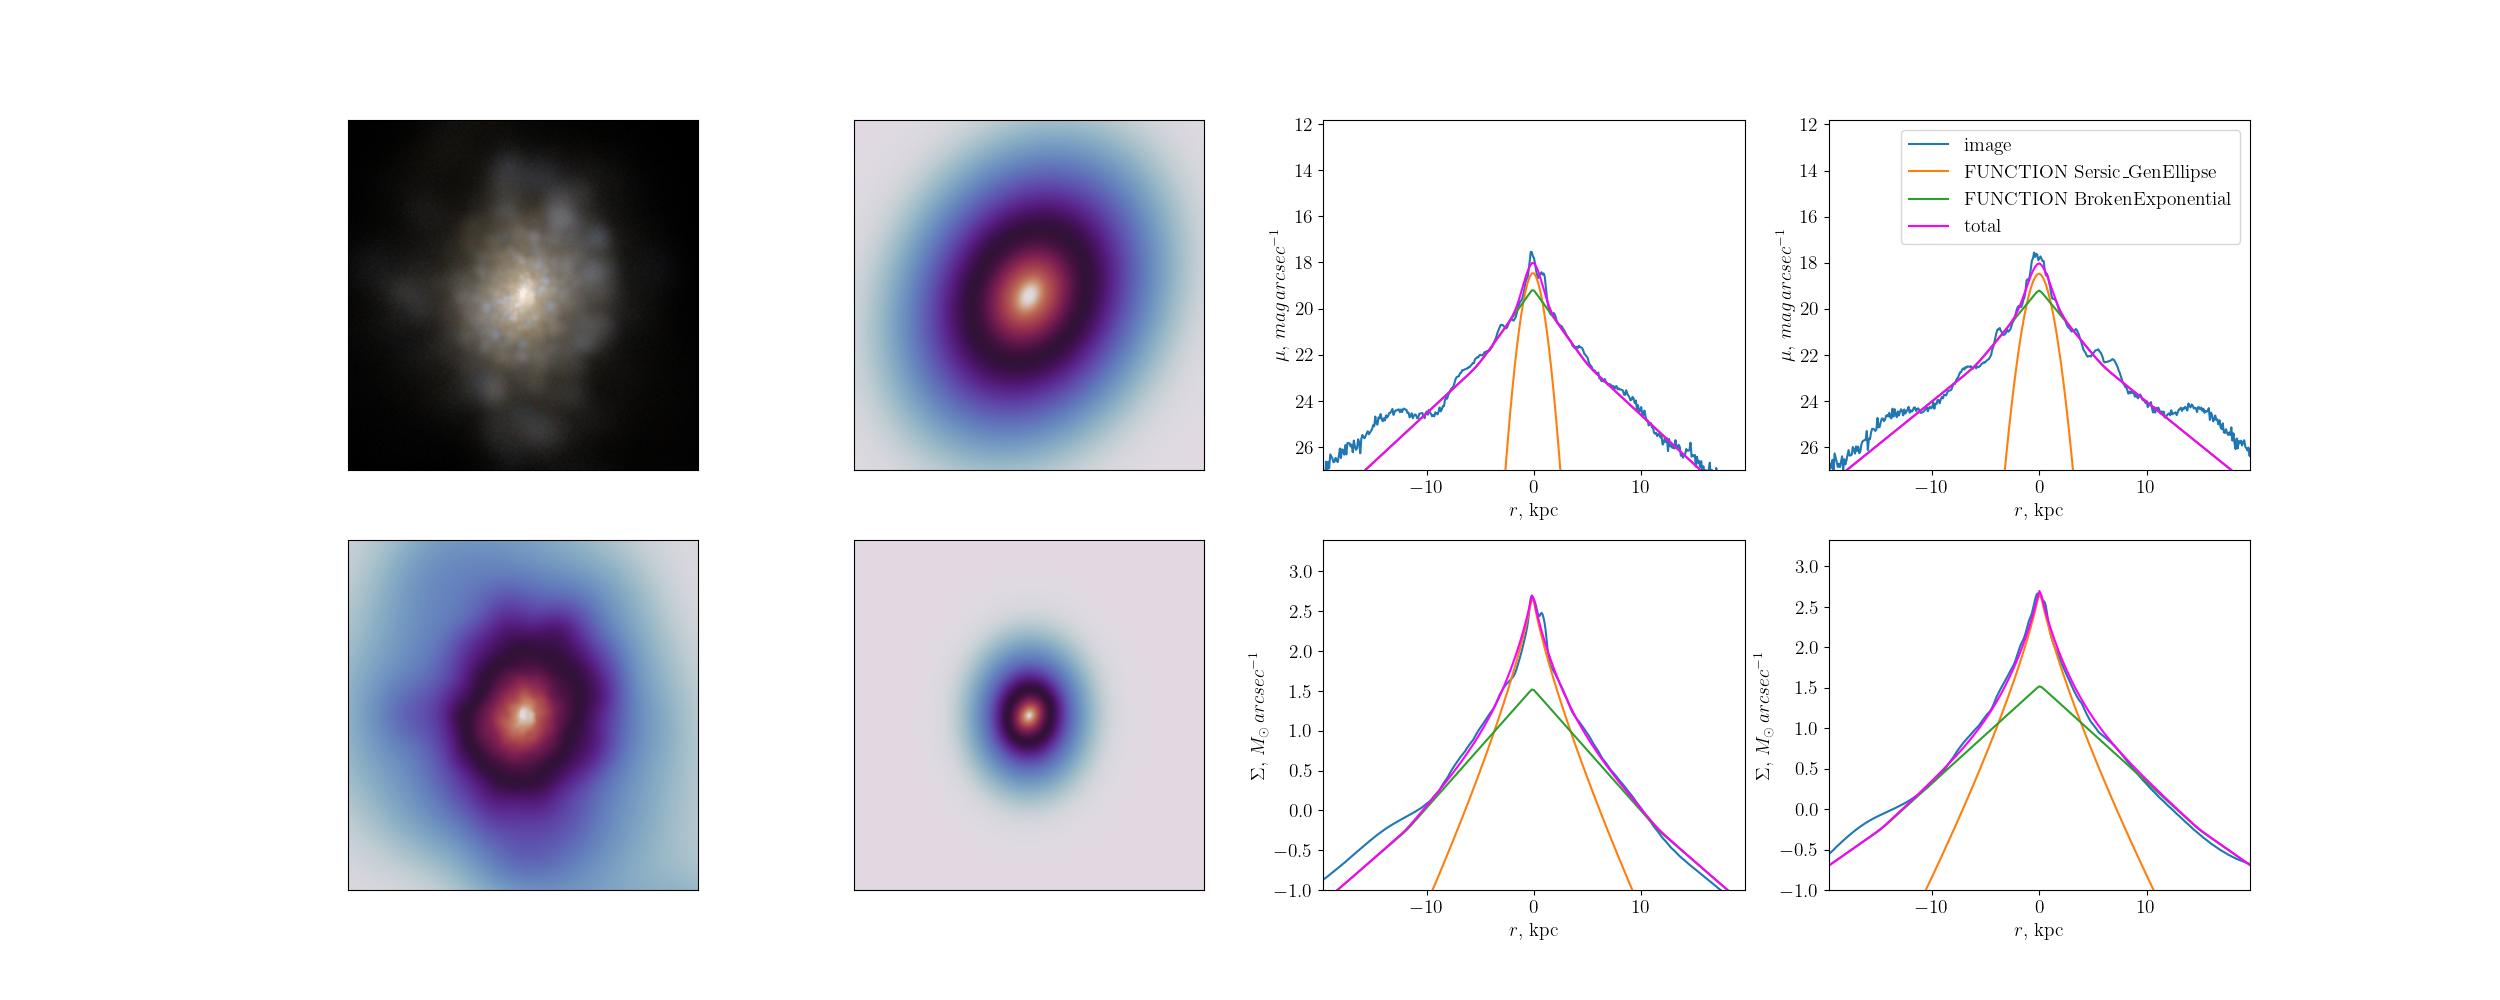 12
14
16
18
20
22
24
26
μ, magarcsec⁻¹
−10 0 10
r, kpc
12
14
16
18
20
22
24
26
μ, magarcsec⁻¹
image
FUNCTION Sersic_GenEllipse
FUNCTION BrokenExponential
total
−10 0 10
r, kpc
3.0
2.5
2.0
1.5
1.0
0.5
0.0
−0.5
−1.0
Σ, M⊙ arcsec⁻¹
−10 0 10
r, kpc
3.0
2.5
2.0
1.5
1.0
0.5
0.0
−0.5
−1.0
Σ, M⊙ arcsec⁻¹
−10 0 10
r, kpc